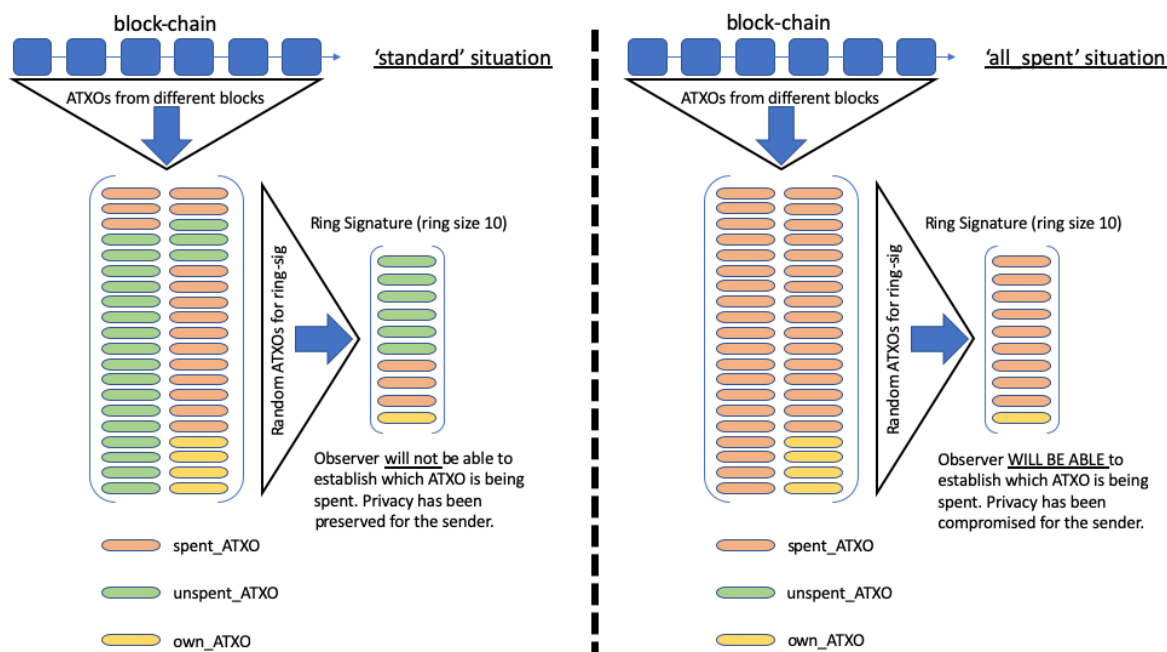 block-chain
'standard' situation
ATXOs from different blocks
Random ATXOs for ring-sig
Ring Signature (ring size 10)
Observer will not be able to
establish which ATXO is being
spent. Privacy has been
preserved for the sender.
spent_ATXO
unspent_ATXO
own_ATXO
block-chain
'all_spent' situation
ATXOs from different blocks
Random ATXOs for ring-sig
Ring Signature (ring size 10)
Observer WILL BE ABLE to
establish which ATXO is being
spent. Privacy has been
compromised for the sender.
spent_ATXO
unspent_ATXO
own_ATXO